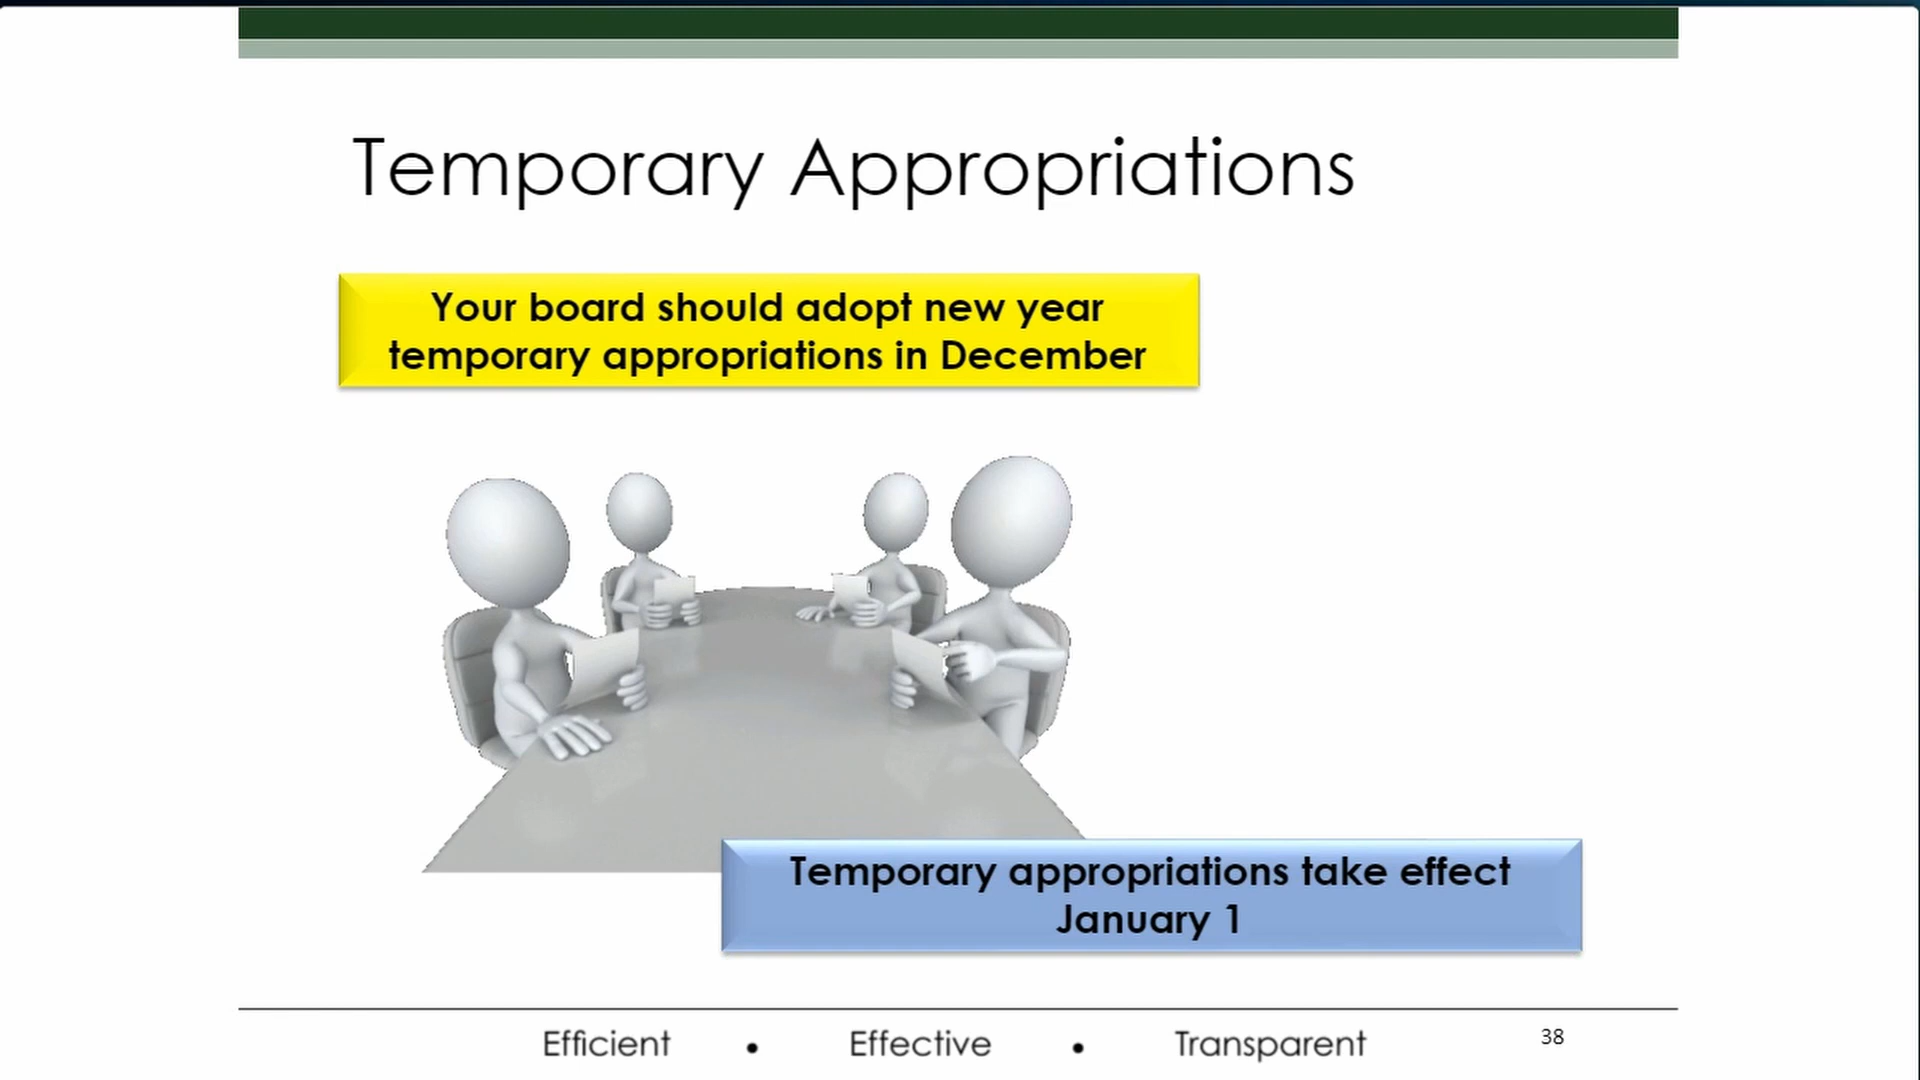 Temporary Appropriations
Your board should adopt new year
temporary appropriations in December
Temporary appropriations take effect
January 1
Efficient • Effective • Transparent 38